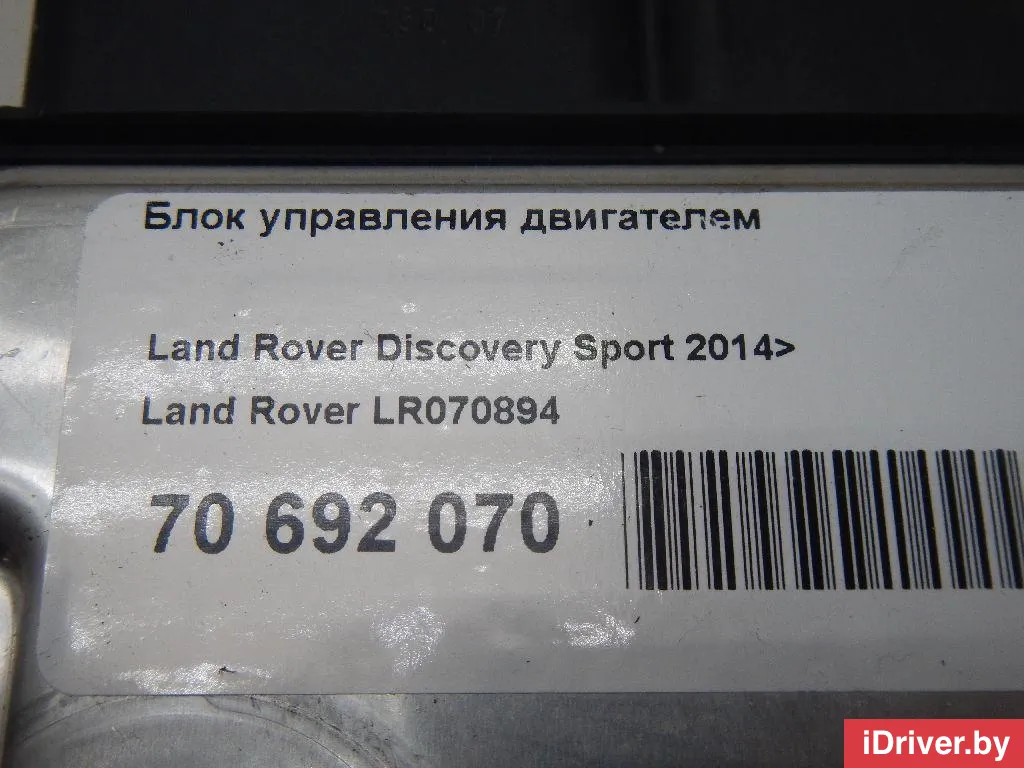 Блок управления двигателем
Land Rover Discovery Sport 2014>
Land Rover LR070894
70 692 070
iDriver.by